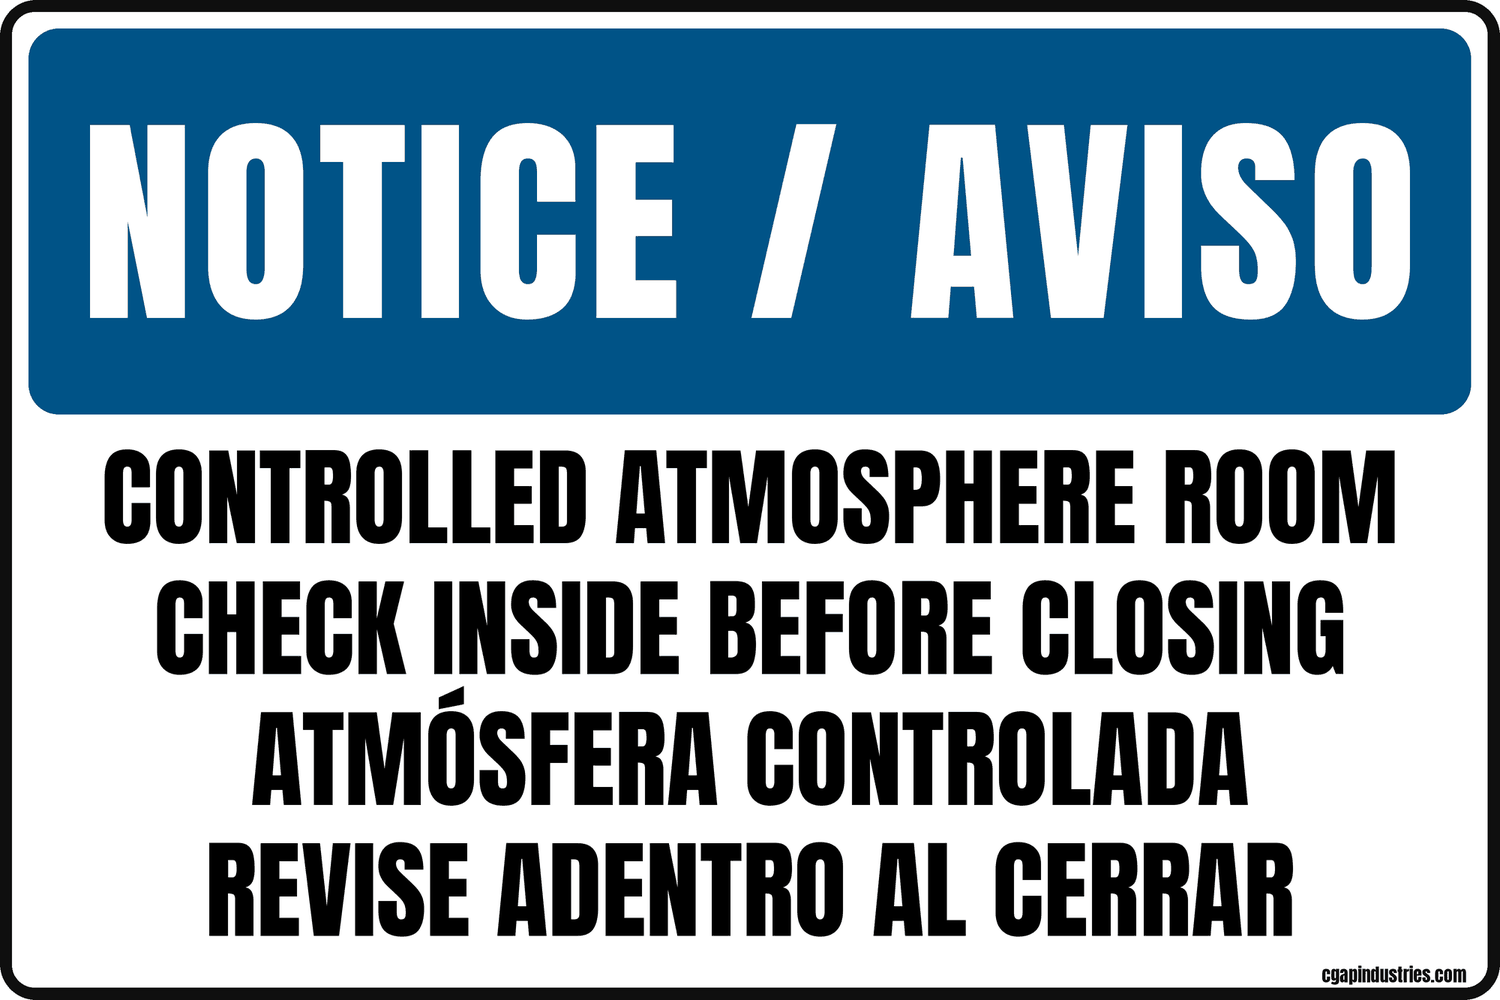 NOTICE / AVISO
CONTROLLED ATMOSPHERE ROOM
CHECK INSIDE BEFORE CLOSING
ATMÓSFERA CONTROLADA
REVISE ADENTRO AL CERRAR
cgapindustries.com